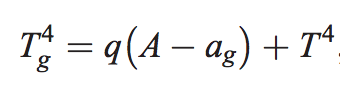 T_g^4 = q(A − a_g) + T^4,